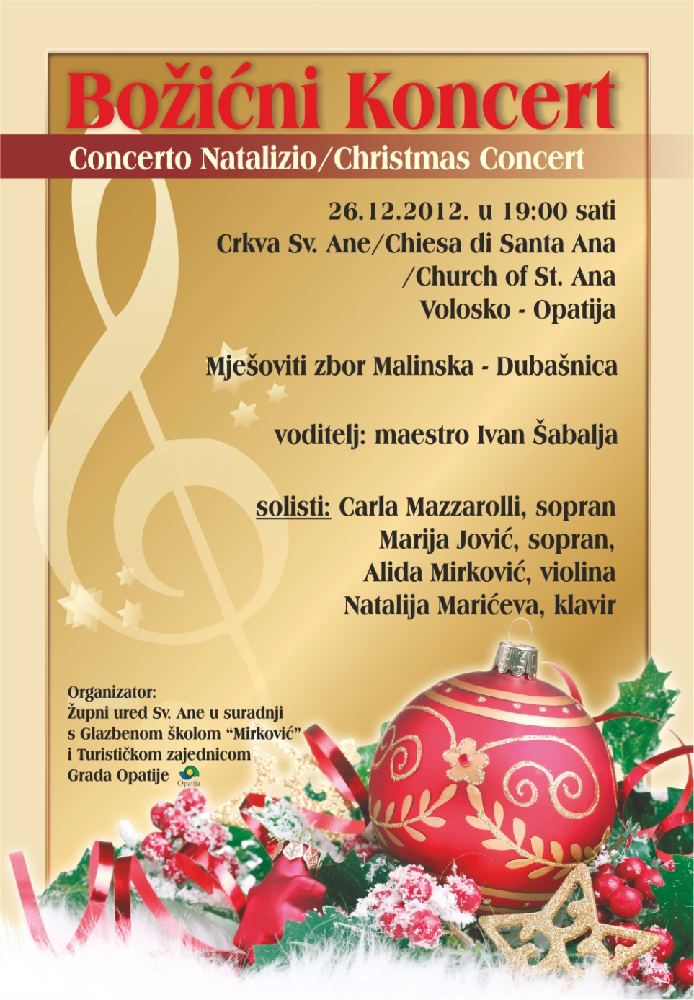 Božićni Koncert
Concerto Natalizio/Christmas Concert
26.12.2012. u 19:00 sati
Crkva Sv. Ane/Chiesa di Santa Ana
/Church of St. Ana
Volosko - Opatija
Mješoviti zbor Malinska - Dubašnica
voditelj: maestro Ivan Šabalja
solisti: Carla Mazzarolli, sopran
Marija Jović, sopran,
Alida Mirković, violina
Natalija Marićeva, klavir
Organizator:
Župni ured Sv. Ane u suradnji
s Glazbenom školom “Mirković”
i Turističkom zajednicom
Grada Opatije
Opatija